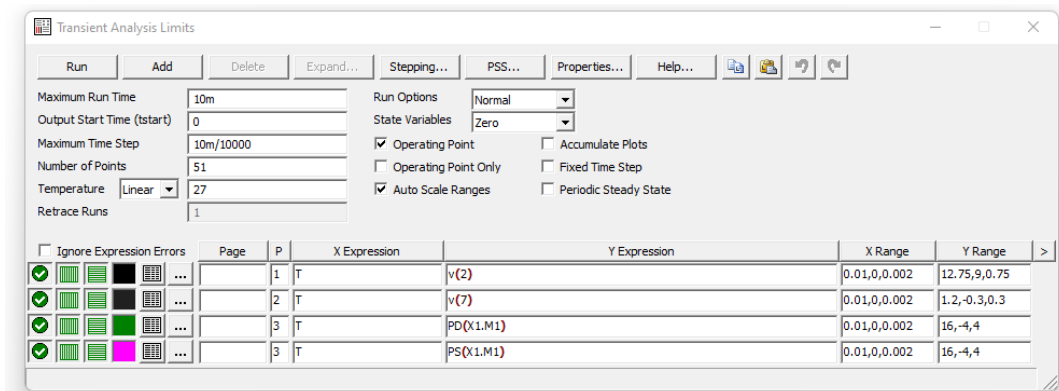 Transient Analysis Limits
Run Add Delete Expand... Stepping... PSS... Properties... Help...
Maximum Run Time 10m Run Options Normal
Output Start Time (tstart) 0 State Variables Zero
Maximum Time Step 10m/10000 Operating Point Accumulate Plots
Number of Points 51 Operating Point Only Fixed Time Step
Temperature Linear 27 Auto Scale Ranges Periodic Steady State
Retrace Runs 1
Ignore Expression Errors Page P X Expression Y Expression X Range Y Range >
... 1 T v(2) 0.01,0,0.002 12.75,9,0.75
... 2 T v(7) 0.01,0,0.002 1.2,-0.3,0.3
... 3 T PD(X1.M1) 0.01,0,0.002 16,-4,4
... 3 T PS(X1.M1) 0.01,0,0.002 16,-4,4